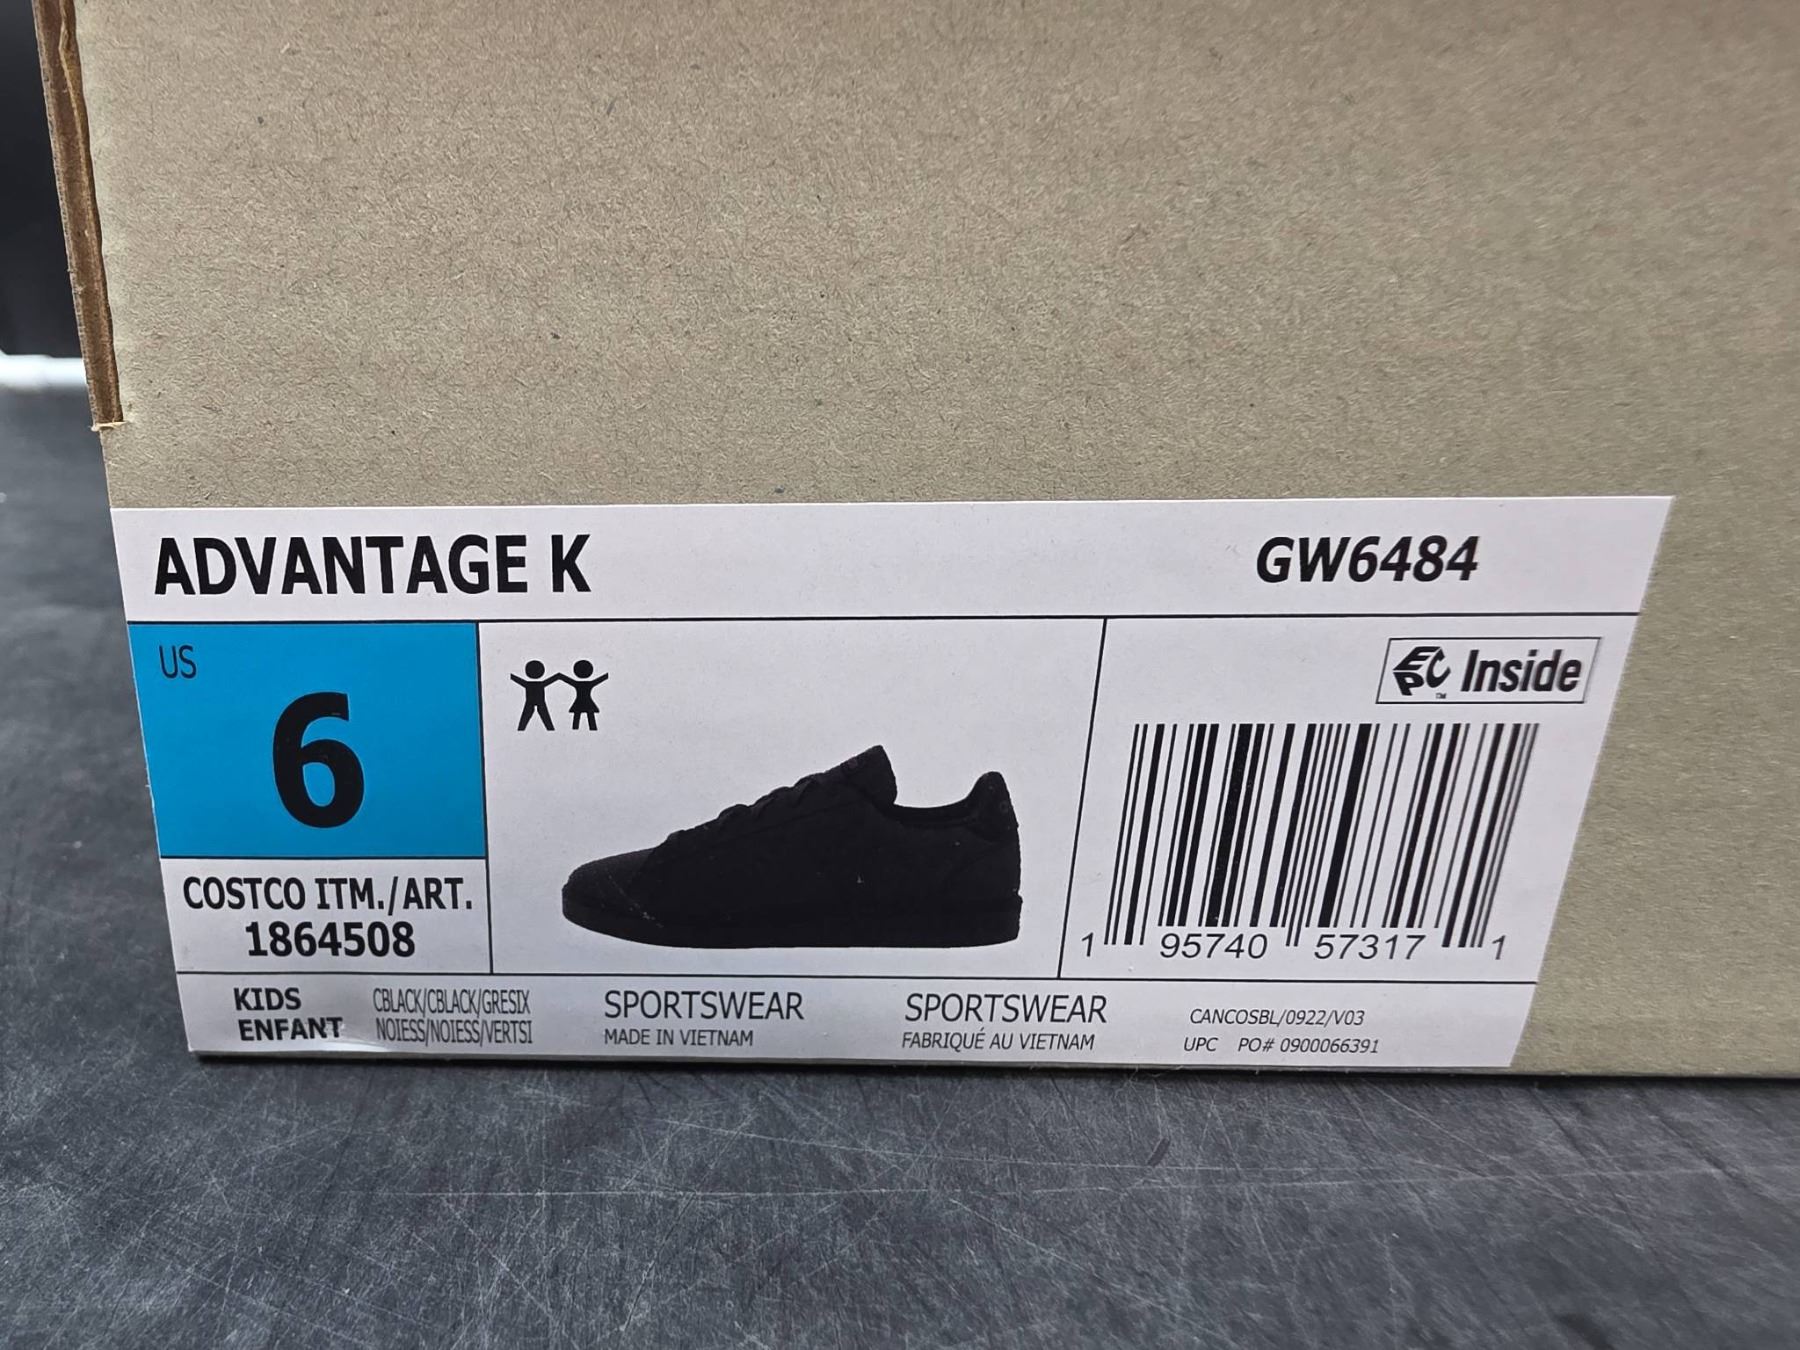 ADVANTAGE K
GW6484
US
6
EPC™ Inside
COSTCO ITM./ART.
1864508
1 95740 57317 1
KIDS
ENFANT
CBLACK/CBLACK/GRESIX
NOIESS/NOIESS/VERTSI
SPORTSWEAR
MADE IN VIETNAM
SPORTSWEAR
FABRIQUÉ AU VIETNAM
CANCOSBL/0922/V03
UPC PO# 0900066391